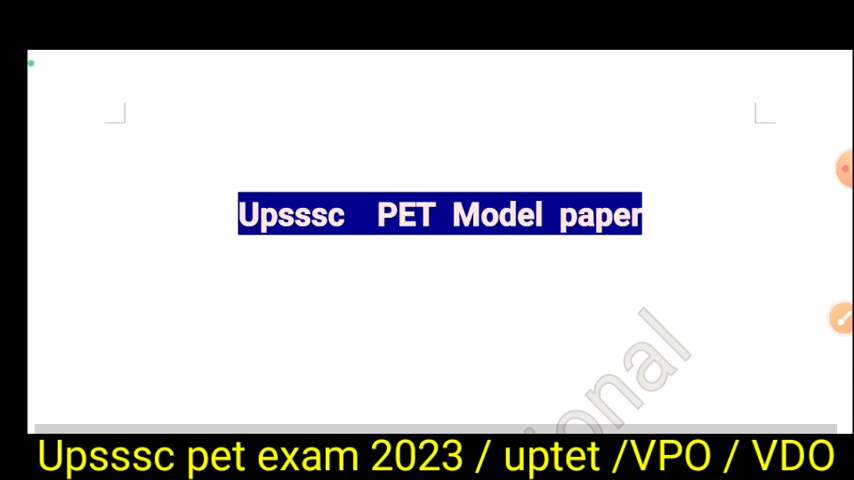 Upsssc PET Model paper
Upsssc pet exam 2023 / uptet /VPO / VDO